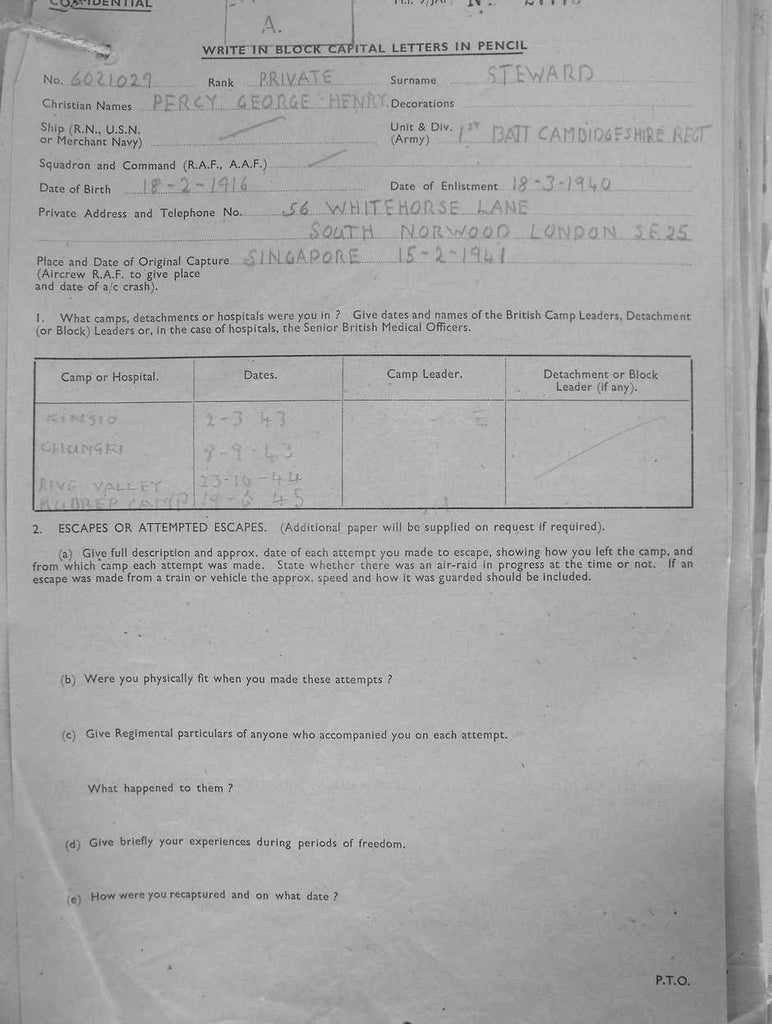 CONFIDENTIAL
A.
WRITE IN BLOCK CAPITAL LETTERS IN PENCIL
No. 6021029 Rank PRIVATE Surname STEWARD
Christian Names PERCY GEORGE HENRY Decorations
Ship (R.N., U.S.N. or Merchant Navy) Unit & Div. (Army) 1ST BATT CAMBIDGESHIRE REGT
Squadron and Command (R.A.F., A.A.F.)
Date of Birth 18-2-1916 Date of Enlistment 18-3-1940
Private Address and Telephone No. 56 WHITEHORSE LANE
SOUTH NORWOOD LONDON SE25
Place and Date of Original Capture SINGAPORE 15-2-1941
(Aircrew R.A.F. to give place
and date of a/c crash).
1. What camps, detachments or hospitals were you in ? Give dates and names of the British Camp Leaders, Detachment
(or Block) Leaders or, in the case of hospitals, the Senior British Medical Officers.
Camp or Hospital. Dates. Camp Leader. Detachment or Block
Leader (if any).
KINSIO 2-3 43
CHUNGKI 9-9-43
RIVE VALLEY 23-10-44
RUBBER CAMP 19-6 45
2. ESCAPES OR ATTEMPTED ESCAPES. (Additional paper will be supplied on request if required).
(a) Give full description and approx. date of each attempt you made to escape, showing how you left the camp, and
from which camp each attempt was made. State whether there was an air-raid in progress at the time or not. If an
escape was made from a train or vehicle the approx. speed and how it was guarded should be included.
(b) Were you physically fit when you made these attempts ?
(c) Give Regimental particulars of anyone who accompanied you on each attempt.
What happened to them ?
(d) Give briefly your experiences during periods of freedom.
(e) How were you recaptured and on what date ?
P.T.O.